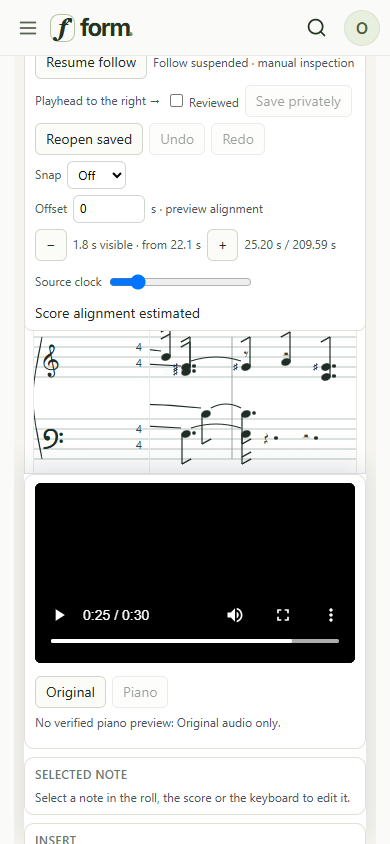 form.
O
Resume follow Follow suspended · manual inspection
Playhead to the right → Reviewed Save privately
Reopen saved Undo Redo
Snap Off
Offset 0 s · preview alignment
− 1.8 s visible · from 22.1 s + 25.20 s / 209.59 s
Source clock
Score alignment estimated
4
4
4
4
0:25 / 0:30
Original Piano
No verified piano preview: Original audio only.
SELECTED NOTE
Select a note in the roll, the score or the keyboard to edit it.
INSERT